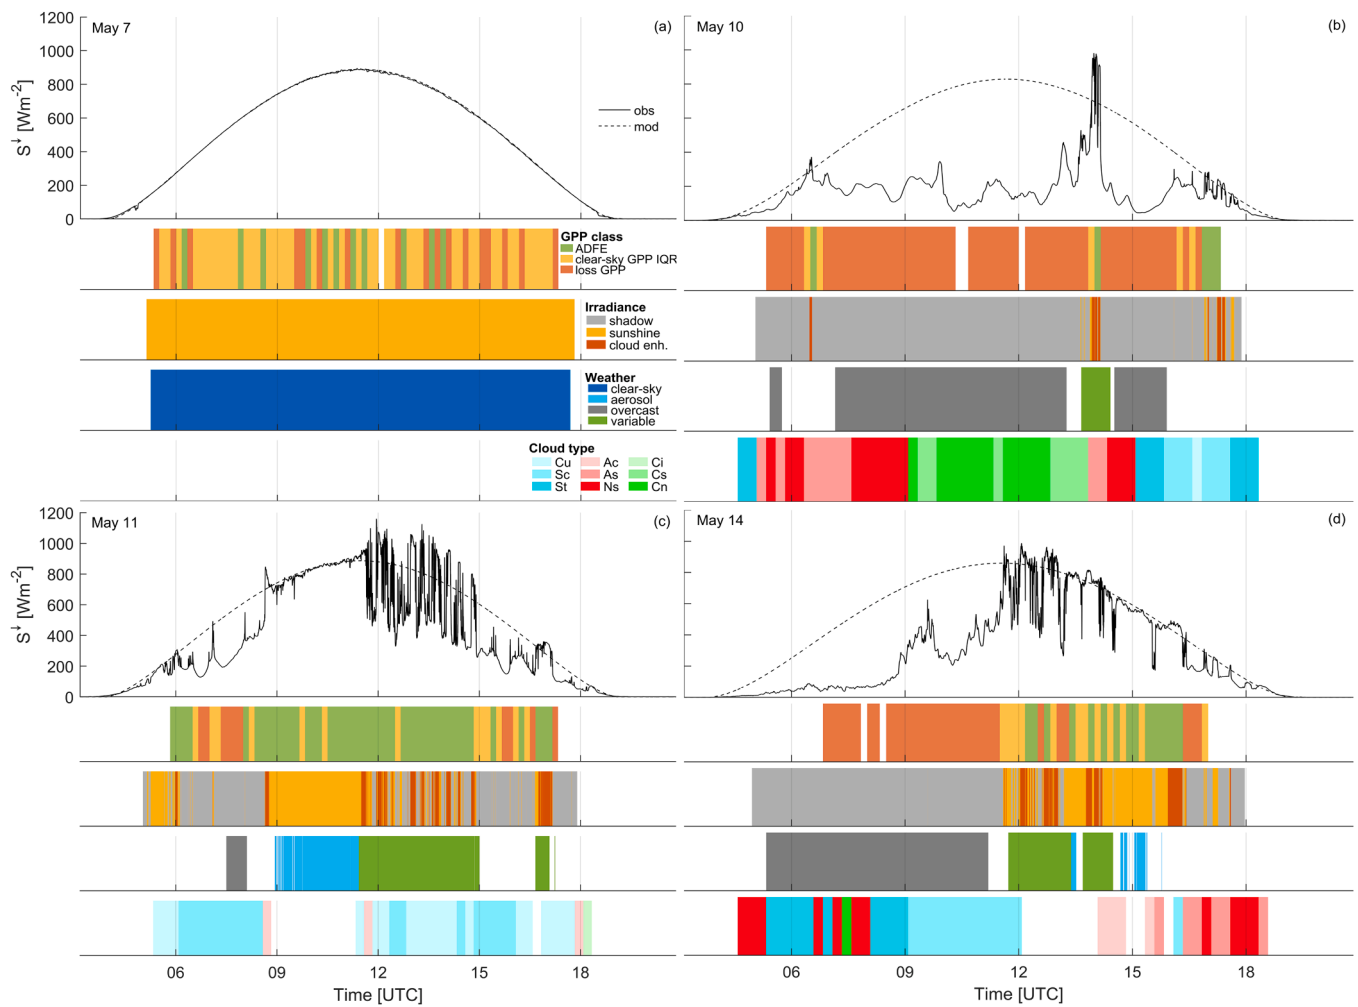 May 7
(a)
1200
1000
800
600
400
200
0
S↓ [Wm-2]
obs
mod
GPP class
ADFE
clear-sky GPP IQR
loss GPP
Irradiance
shadow
sunshine
cloud enh.
Weather
clear-sky
aerosol
overcast
variable
Cloud type
Cu Ac Ci
Sc As Cs
St Ns Cn
May 10
(b)
May 11
(c)
1200
1000
800
600
400
200
0
S↓ [Wm-2]
06 09 12 15 18
Time [UTC]
May 14
(d)
06 09 12 15 18
Time [UTC]